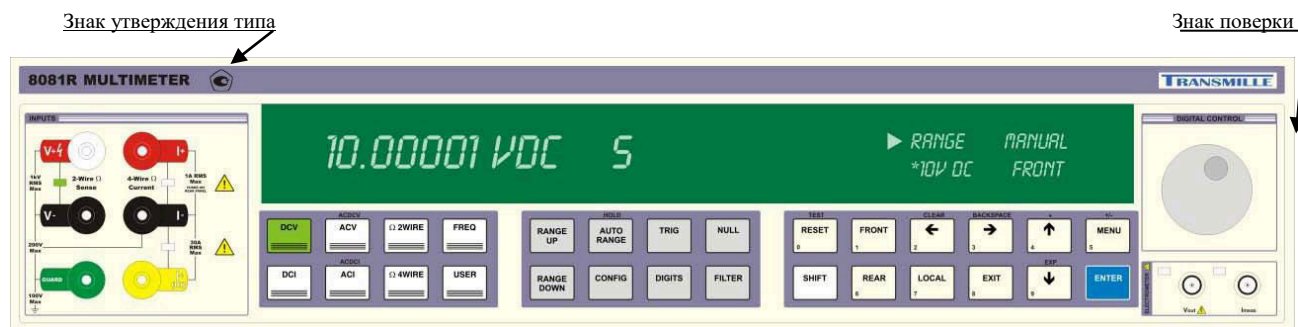 Знак утверждения типа
Знак поверки
8081R MULTIMETER
TRANSMILLE
INPUTS
V+
I+
1kV RMS Max
2-Wire Ω Sense
4-Wire Ω Current
1A RMS Max
V-
I-
200V Max
30A RMS Max
GUARD
100V Max
10.00001 VDC S
RANGE MANUAL
*10V DC FRONT
DIGITAL CONTROL
ACDCV
DCV ACV Ω 2WIRE FREQ
ACDCI
DCI ACI Ω 4WIRE USER
HOLD
RANGE UP AUTO RANGE TRIG NULL
RANGE DOWN CONFIG DIGITS FILTER
TEST CLEAR BACKSPACE + +/-
RESET FRONT ← → ↑ MENU
0 1 2 3 4 5
EXP
SHIFT REAR LOCAL EXIT ↓ ENTER
6 7 8 9
ELECTROMETER
Vout